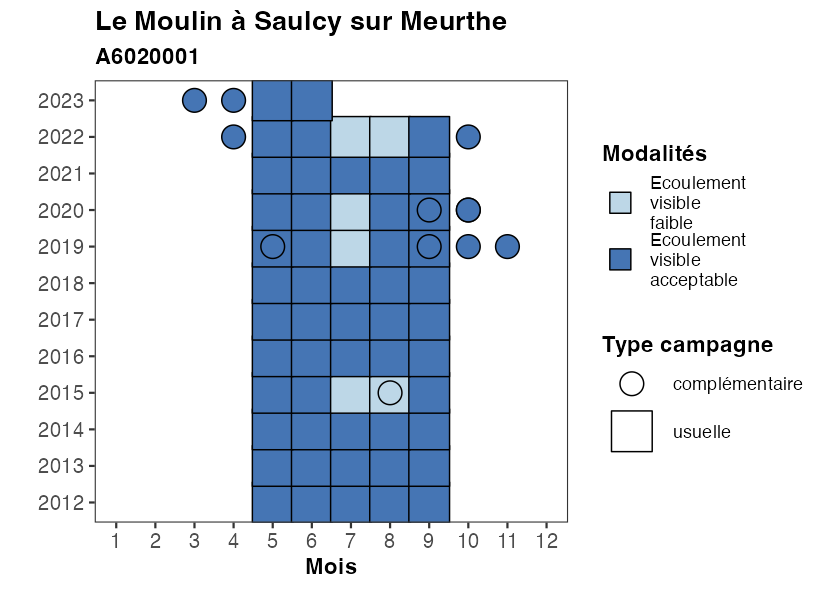 Le Moulin à Saulcy sur Meurthe
A6020001
2023
2022
2021
2020
2019
2018
2017
2016
2015
2014
2013
2012
1 2 3 4 5 6 7 8 9 10 11 12
Mois
Modalités
Ecoulement
visible
faible
Ecoulement
visible
acceptable
Type campagne
complémentaire
usuelle